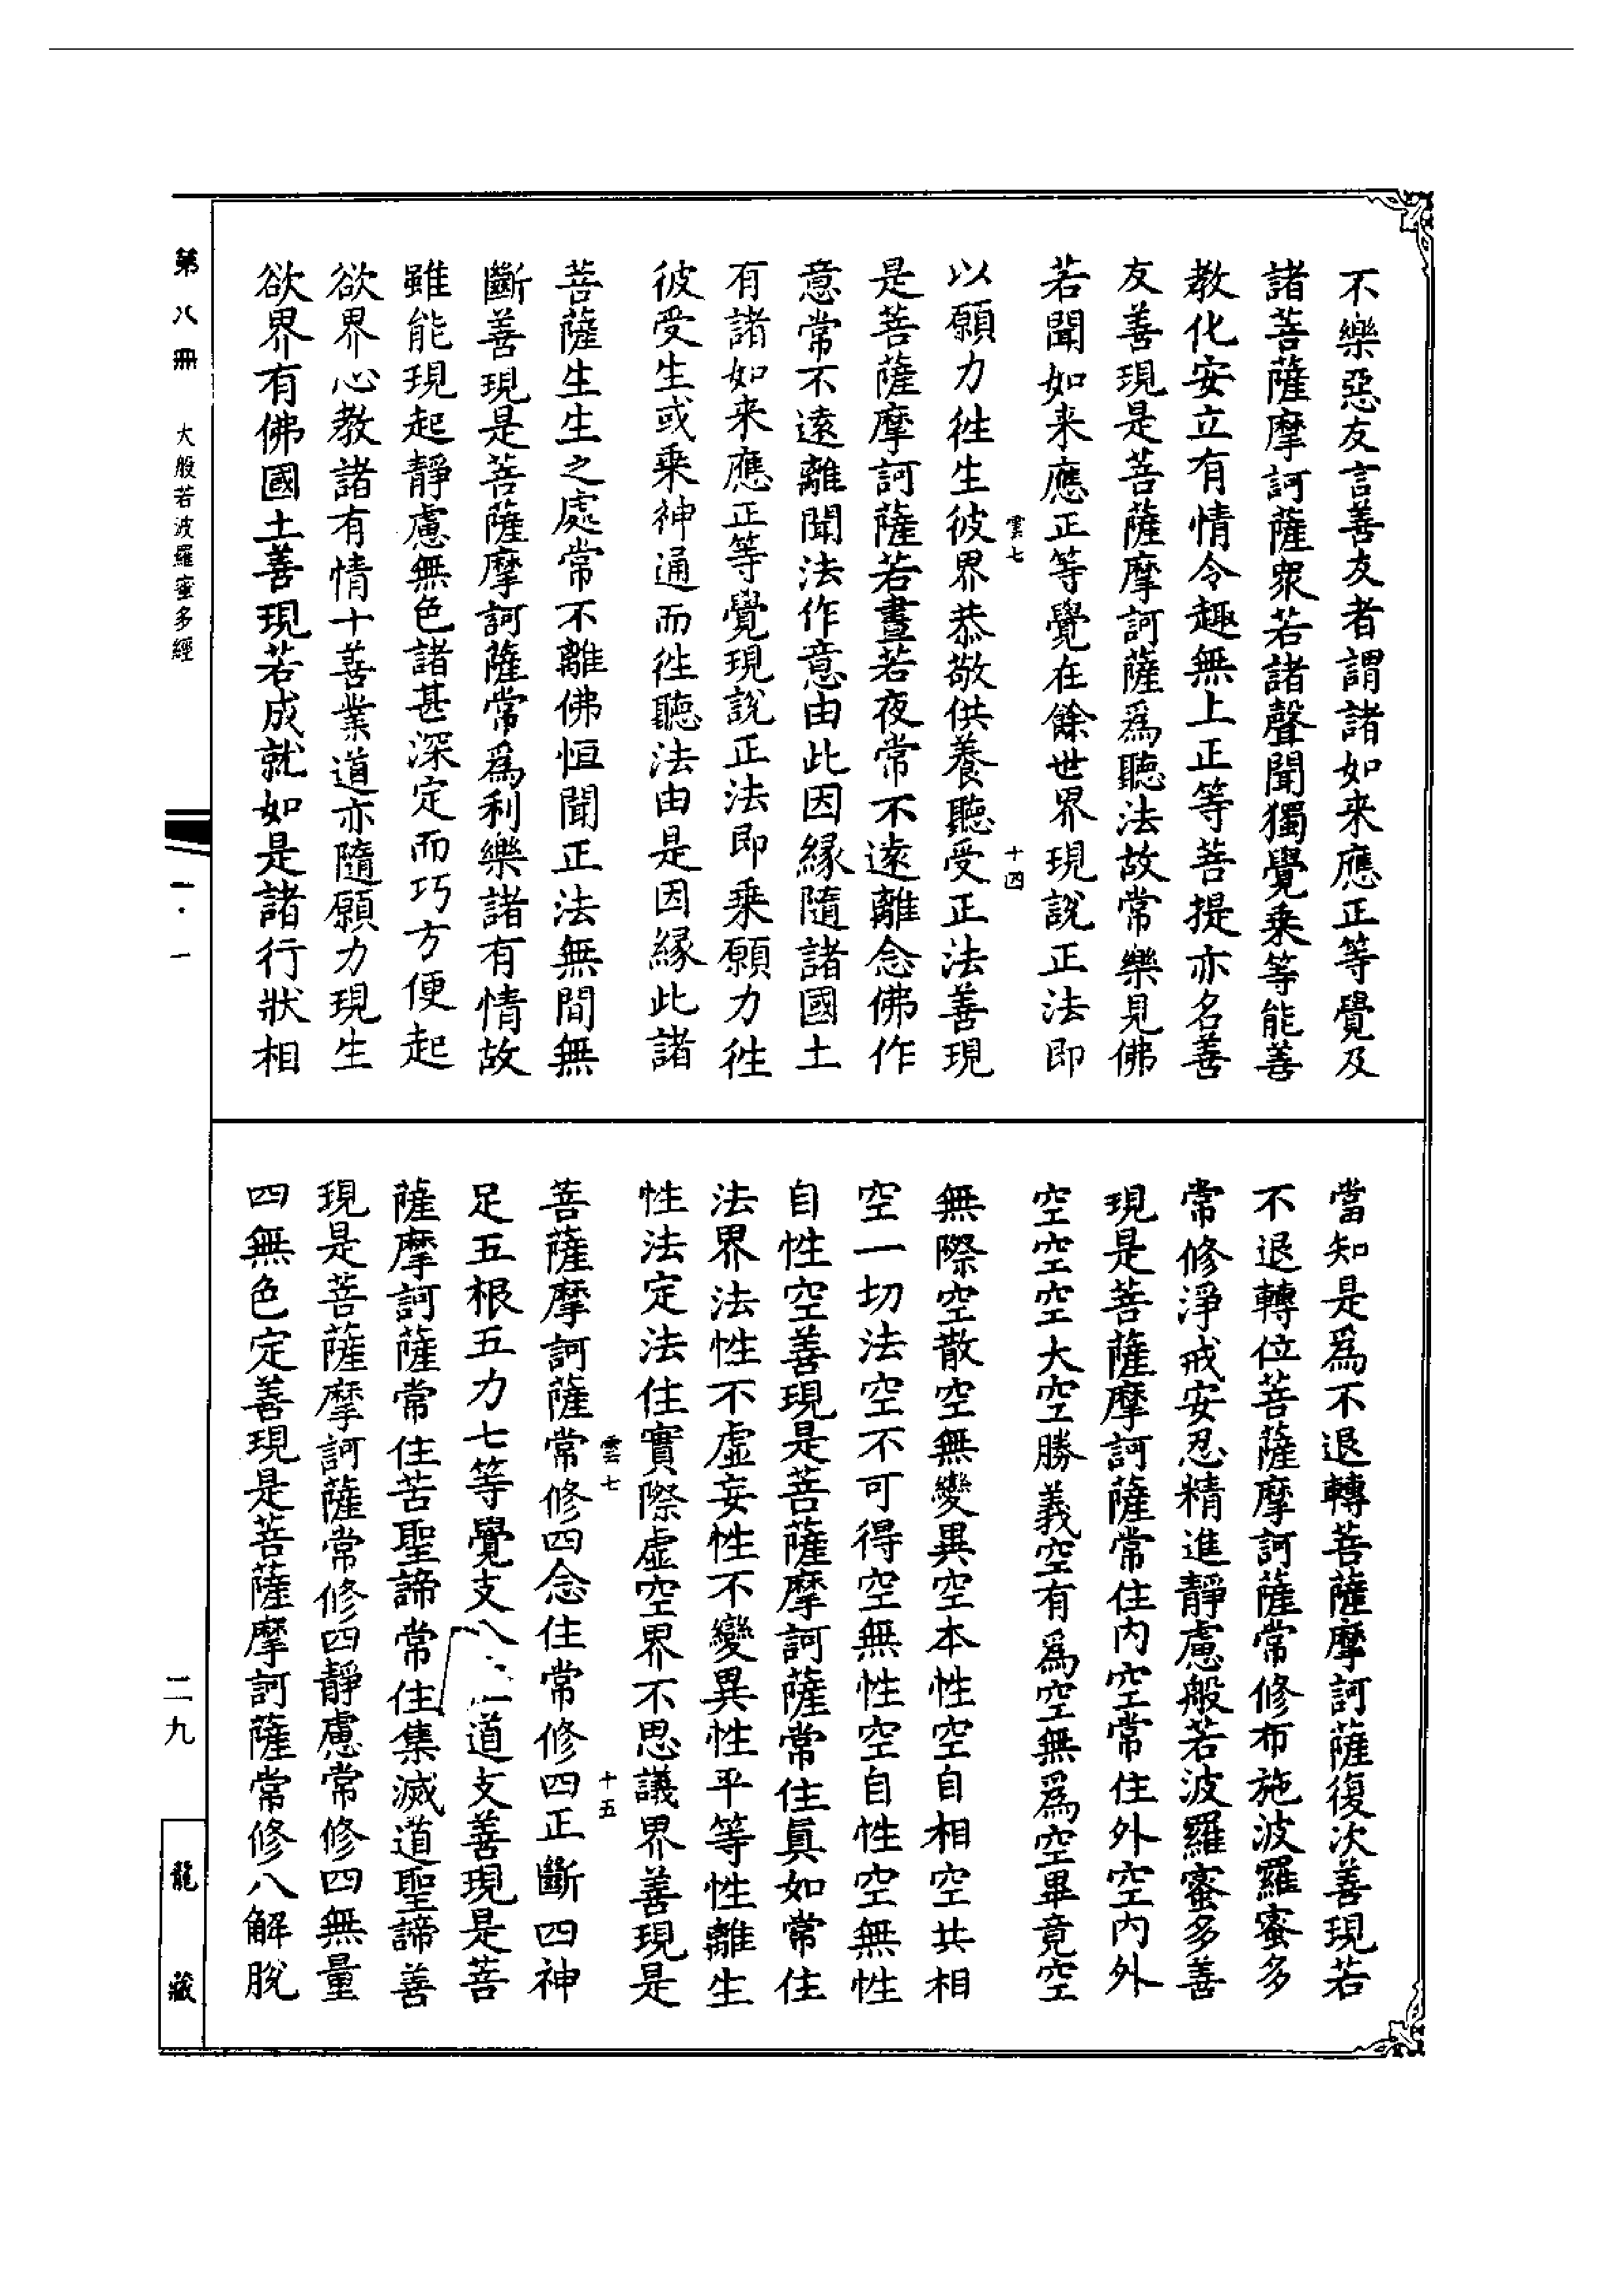 不樂惡友言善友者謂諸如来應正等覺及
諸菩薩摩訶薩衆若諸聲聞獨覺乗等能善
教化安立有情令趣無上正等菩提亦名善
友善現是菩薩摩訶薩爲聽法故常樂見佛
若聞如来應正等覺在餘世界現說正法即
雲七
十四
以願力徃生彼界恭敬供養聽受正法善現
是菩薩摩訶薩若晝若夜常不遠離念佛作
意常不遠離聞法作意由此因緣隨諸國土
有諸如来應正等覺現說正法即乗願力徃
彼受生或乗神通而徃聽法由是因緣此諸
菩薩生生之處常不離佛恒聞正法無間無
斷善現是菩薩摩訶薩常爲利樂諸有情故
雖能現起靜慮無色諸甚深定而巧方便起
欲界心教諸有情十善業道亦隨願力現生
欲界有佛國土善現若成就如是諸行狀相
當知是爲不退轉菩薩摩訶薩復次善現若
不退轉位菩薩摩訶薩常修布施波羅蜜多
常修淨戒安忍精進靜慮般若波羅蜜多善
現是菩薩摩訶薩常住内空常住外空内外
空空空大空勝義空有爲空無爲空畢竟空
無際空散空無變異空本性空自相空共相
空一切法空不可得空無性空自性空無性
自性空善現是菩薩摩訶薩常住眞如常住
法界法性不虛妄性不變異性平等性離生
性法定法住實際虛空界不思議界善現是
雲七
十五
菩薩摩訶薩常修四念住常修四正斷四神
足五根五力七等覺支八道支善現是菩
薩摩訶薩常住苦聖諦常住集滅道聖諦善
現是菩薩摩訶薩常修四靜慮常修四無量
四無色定善現是菩薩摩訶薩常修八解脫
第八冊
大般若波羅蜜多經
一·一
二九
龍藏